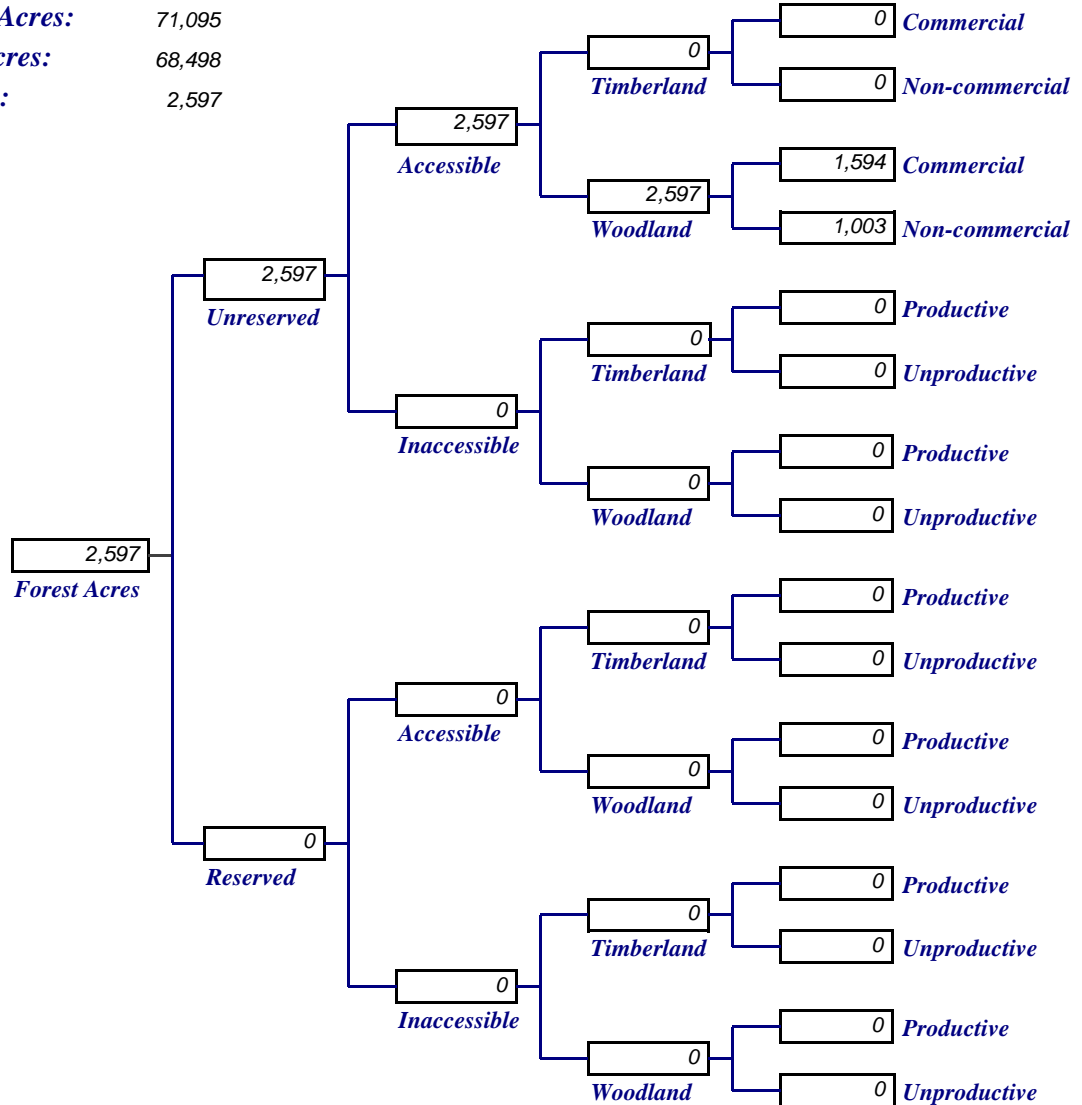 Acres: 71,095
cres: 68,498
: 2,597
0 Commercial
0
Timberland
0 Non-commercial
2,597
Accessible
1,594 Commercial
2,597
Woodland
1,003 Non-commercial
2,597
Unreserved
0 Productive
0
Timberland
0 Unproductive
0
Inaccessible
0 Productive
0
Woodland
0 Unproductive
2,597
Forest Acres
0 Productive
0
Timberland
0 Unproductive
0
Accessible
0 Productive
0
Woodland
0 Unproductive
0
Reserved
0 Productive
0
Timberland
0 Unproductive
0
Inaccessible
0 Productive
0
Woodland
0 Unproductive